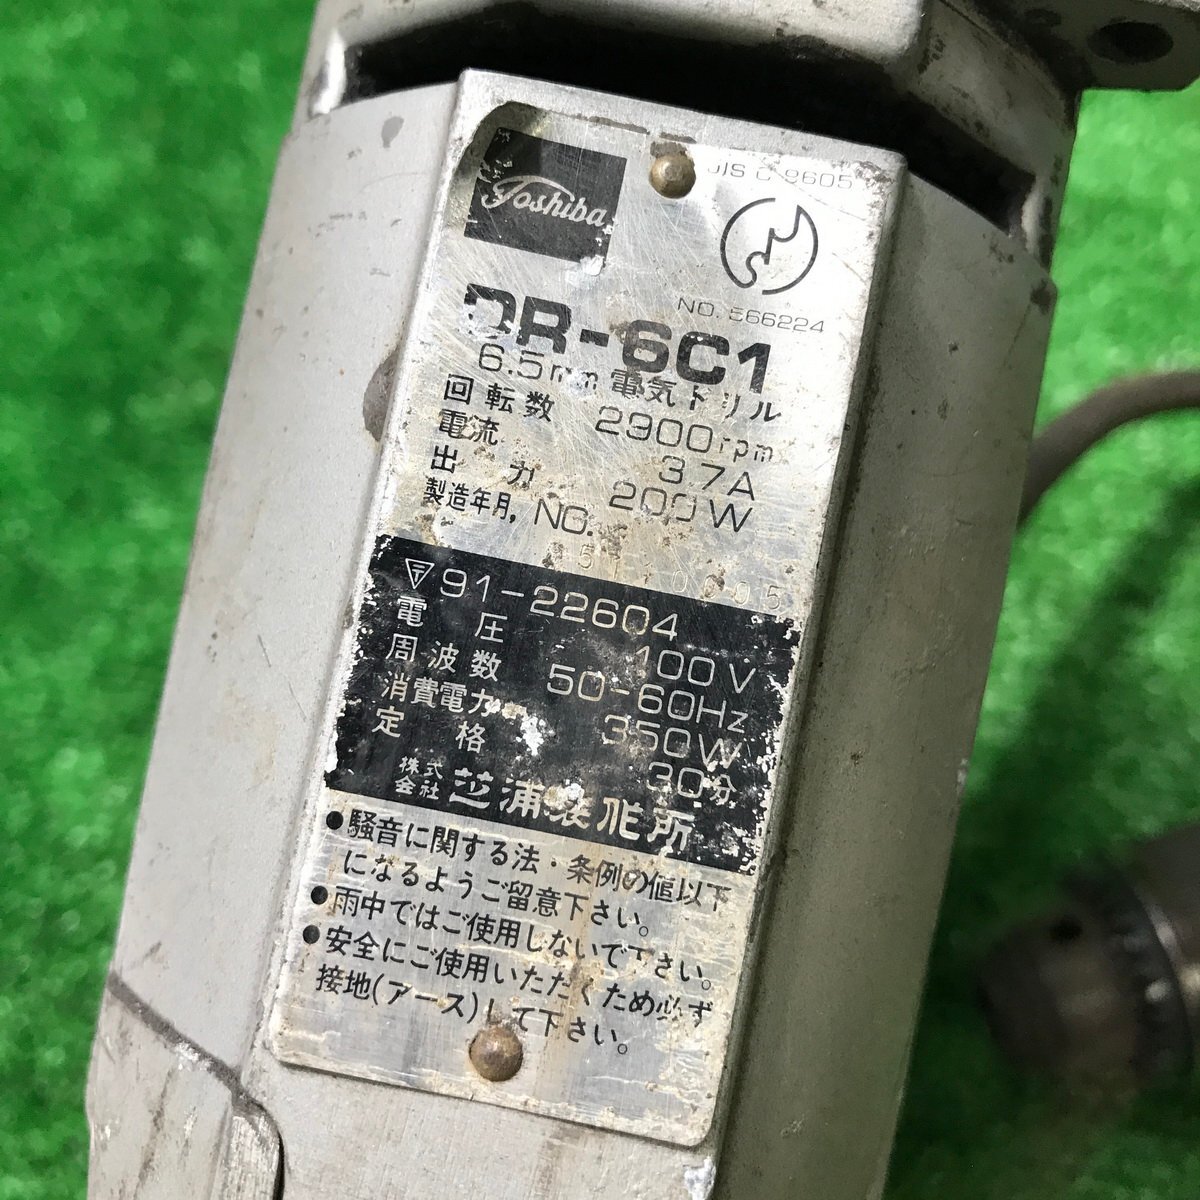 Toshiba
JIS C 9605
NO. 566224
DR-6C1
6.5mm 電気ドリル
回転数 2900rpm
電流 3.7A
出力 200W
製造年月, NO.
91-22604
電圧 100V
周波数 50-60Hz
消費電力 350W
定格 30分
株式会社 芝浦製作所
●騒音に関する法・条例の値以下
になるようご留意下さい。
●雨中ではご使用しないで下さい。
●安全にご使用いただくため必ず
接地(アース)して下さい。